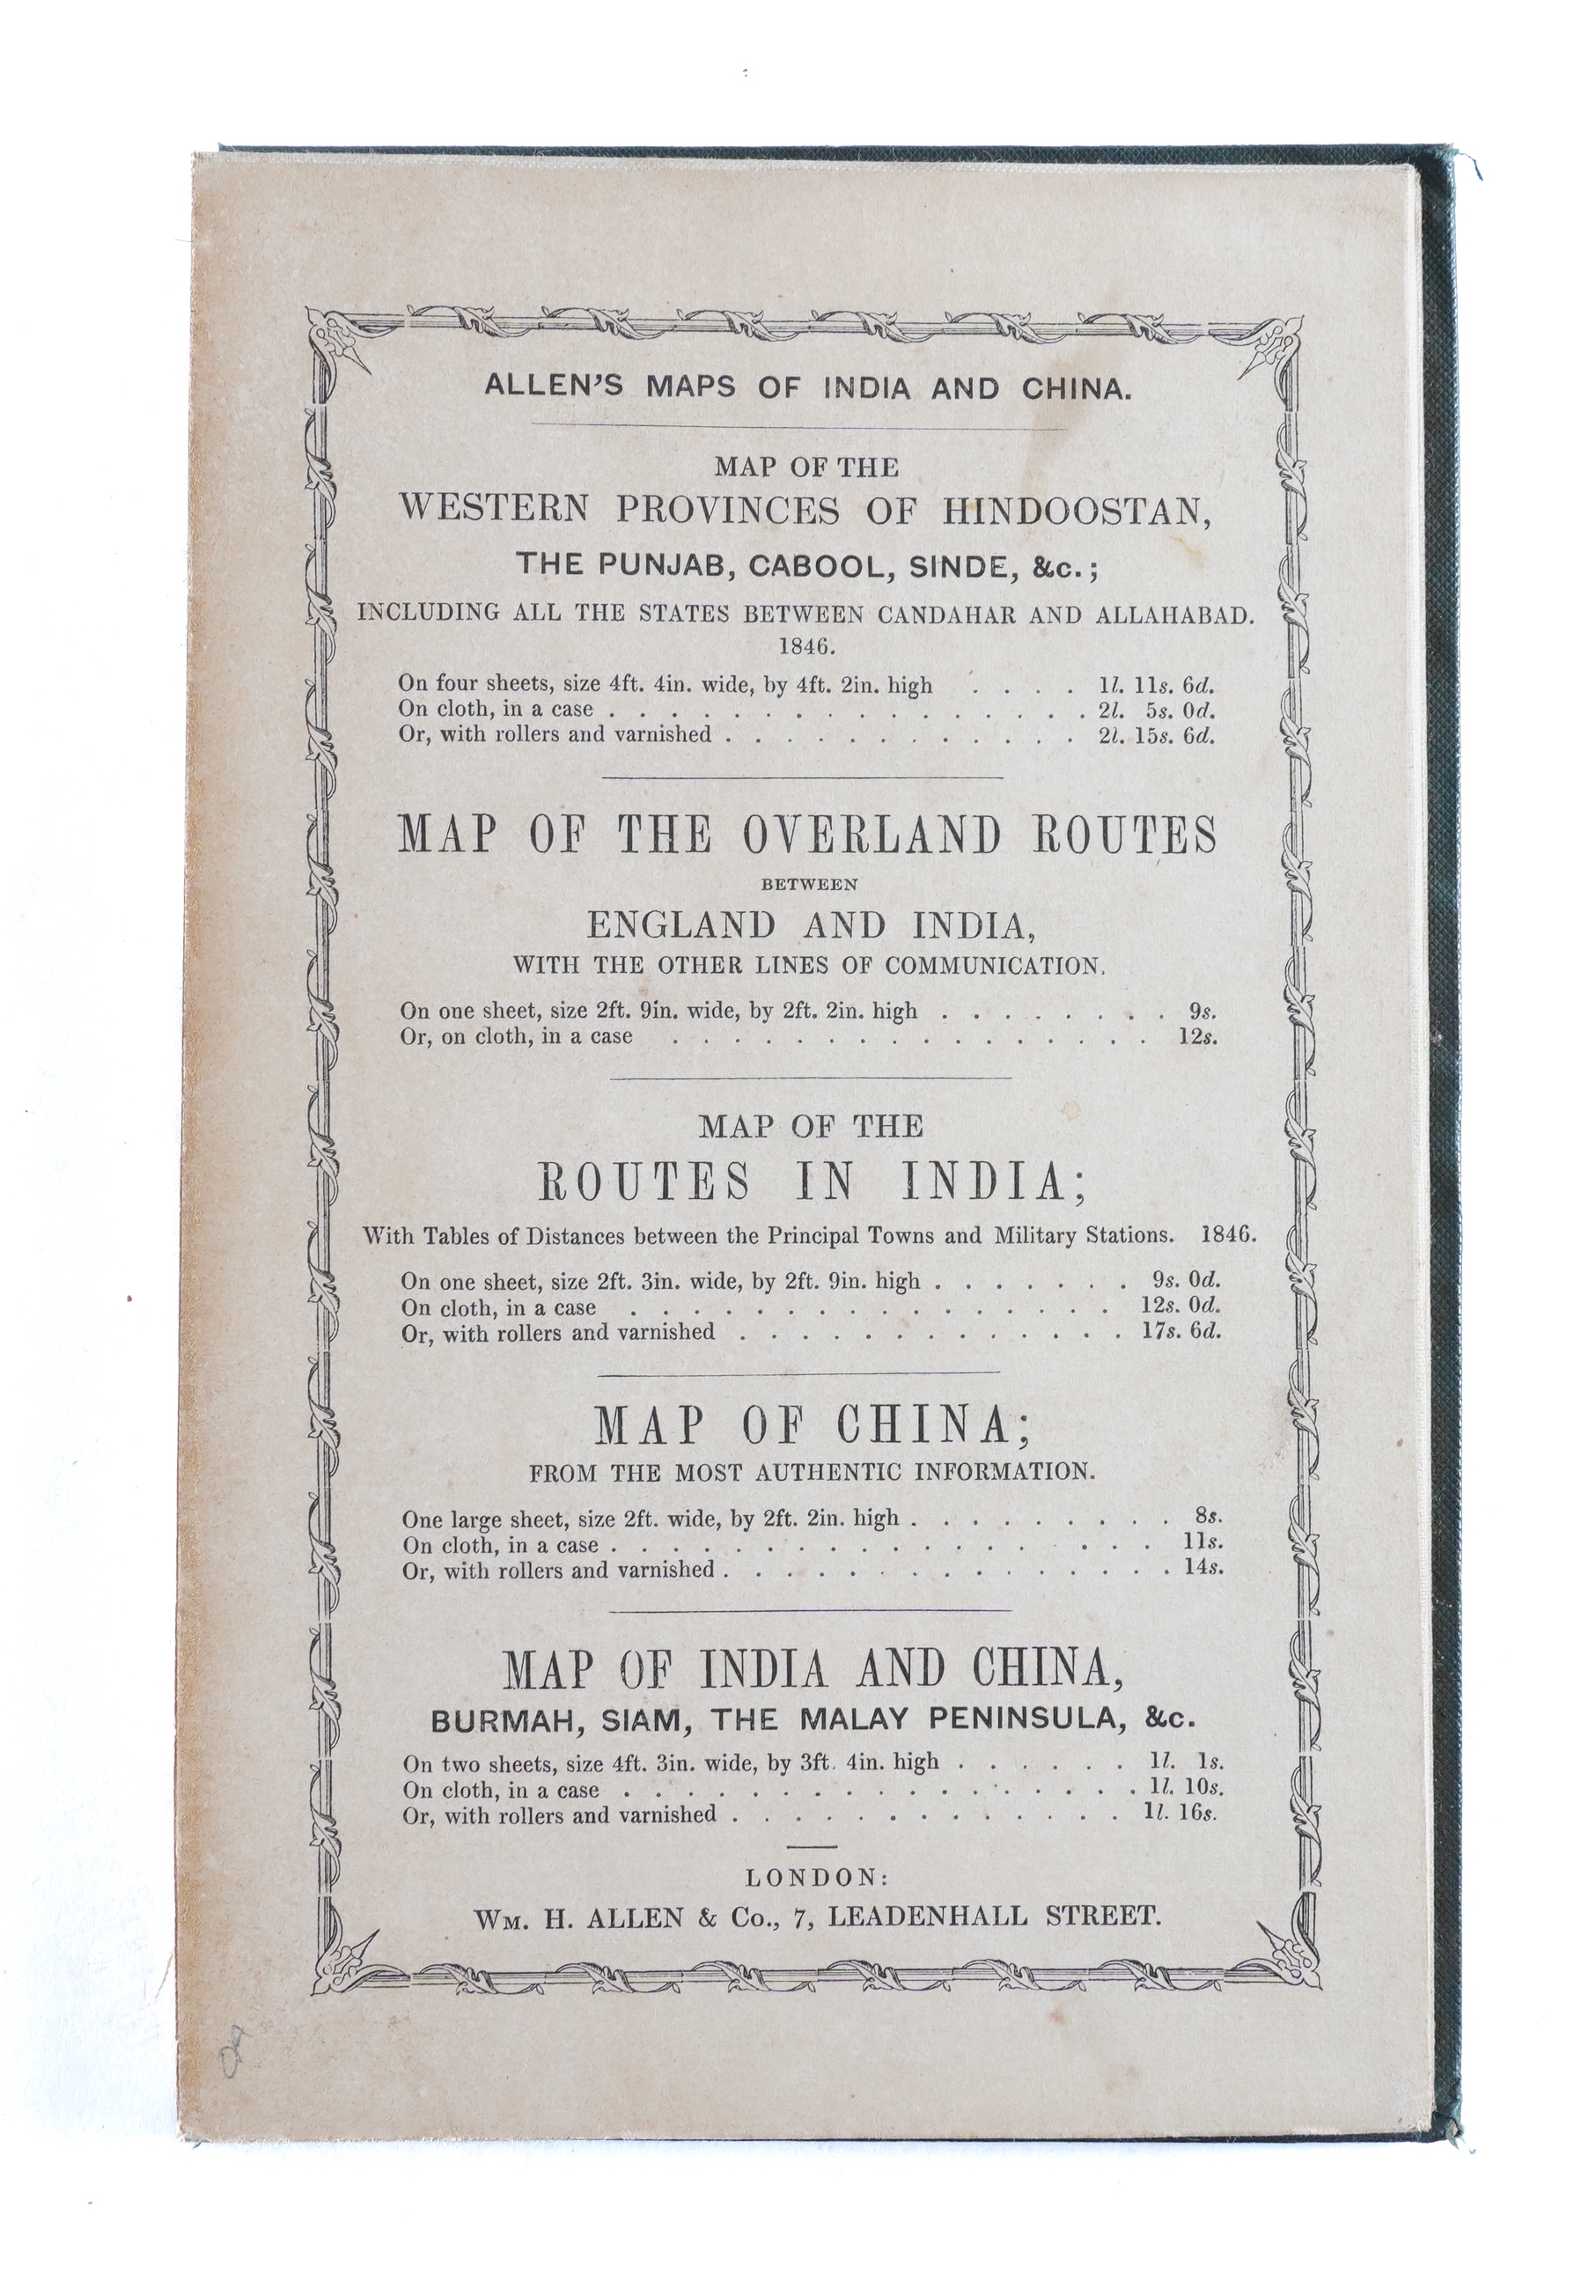 ALLEN'S MAPS OF INDIA AND CHINA.
MAP OF THE
WESTERN PROVINCES OF HINDOOSTAN,
THE PUNJAB, CABOOL, SINDE, &c.;
INCLUDING ALL THE STATES BETWEEN CANDAHAR AND ALLAHABAD.
1846.
On four sheets, size 4ft. 4in. wide, by 4ft. 2in. high . . . . 1l. 11s. 6d.
On cloth, in a case . . . . . . . . . . . . . . . . 2l. 5s. 0d.
Or, with rollers and varnished . . . . . . . . . . . . 2l. 15s. 6d.
MAP OF THE OVERLAND ROUTES
BETWEEN
ENGLAND AND INDIA,
WITH THE OTHER LINES OF COMMUNICATION.
On one sheet, size 2ft. 9in. wide, by 2ft. 2in. high . . . . . . . . 9s.
Or, on cloth, in a case . . . . . . . . . . . . . . . . 12s.
MAP OF THE
ROUTES IN INDIA;
With Tables of Distances between the Principal Towns and Military Stations. 1846.
On one sheet, size 2ft. 3in. wide, by 2ft. 9in. high . . . . . . . 9s. 0d.
On cloth, in a case . . . . . . . . . . . . . . . . 12s. 0d.
Or, with rollers and varnished . . . . . . . . . . . . . 17s. 6d.
MAP OF CHINA;
FROM THE MOST AUTHENTIC INFORMATION.
One large sheet, size 2ft. wide, by 2ft. 2in. high . . . . . . . . . 8s.
On cloth, in a case . . . . . . . . . . . . . . . . . . 11s.
Or, with rollers and varnished . . . . . . . . . . . . . . . 14s.
MAP OF INDIA AND CHINA,
BURMAH, SIAM, THE MALAY PENINSULA, &c.
On two sheets, size 4ft. 3in. wide, by 3ft. 4in. high . . . . . . 1l. 1s.
On cloth, in a case . . . . . . . . . . . . . . . . . 1l. 10s.
Or, with rollers and varnished . . . . . . . . . . . . . 1l. 16s.
LONDON:
WM. H. ALLEN & Co., 7, LEADENHALL STREET.